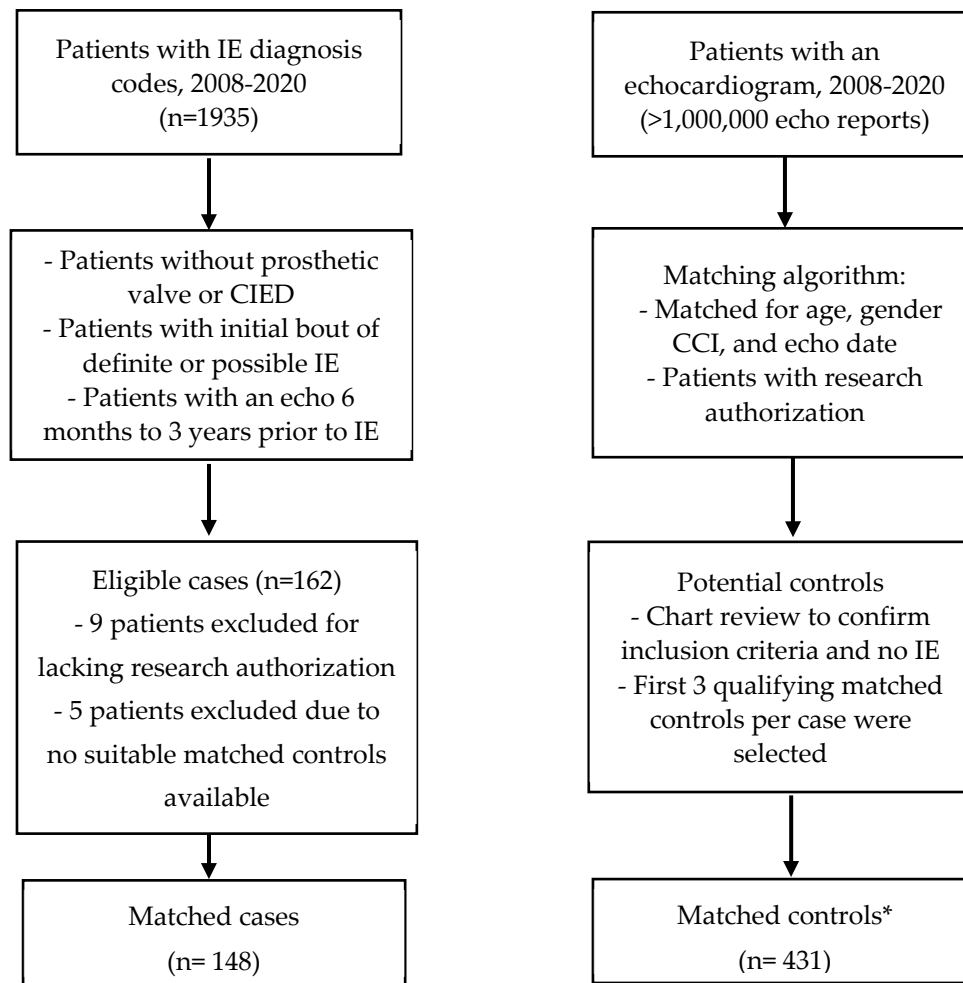 Patients with IE diagnosis
codes, 2008-2020
(n=1935)
- Patients without prosthetic
valve or CIED
- Patients with initial bout of
definite or possible IE
- Patients with an echo 6
months to 3 years prior to IE
Eligible cases (n=162)
- 9 patients excluded for
lacking research authorization
- 5 patients excluded due to
no suitable matched controls
available
Matched cases
(n= 148)
Patients with an
echocardiogram, 2008-2020
(>1,000,000 echo reports)
Matching algorithm:
- Matched for age, gender
CCI, and echo date
- Patients with research
authorization
Potential controls
- Chart review to confirm
inclusion criteria and no IE
- First 3 qualifying matched
controls per case were
selected
Matched controls*
(n= 431)